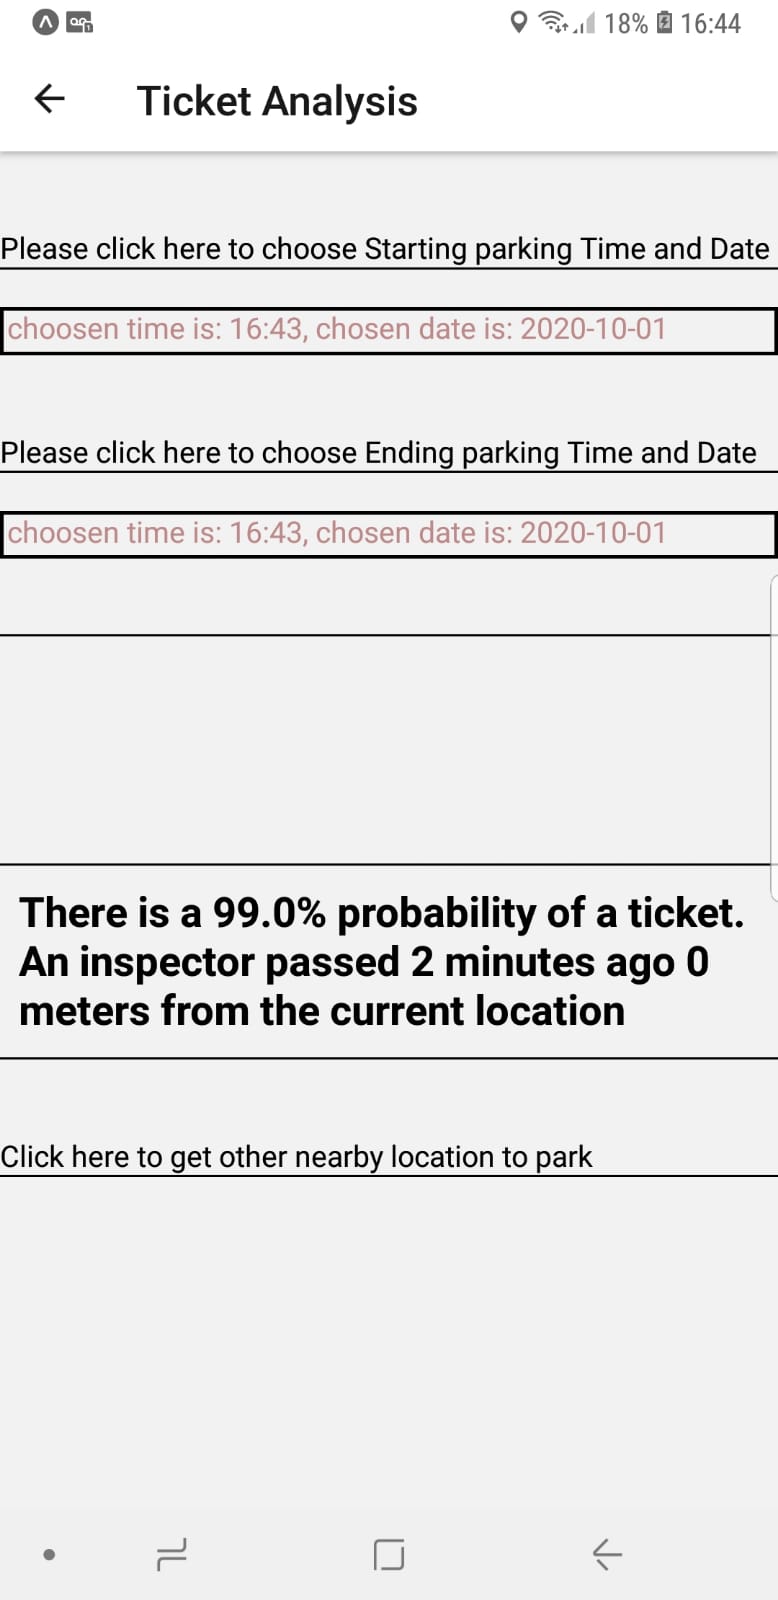 18% 16:44
Ticket Analysis
Please click here to choose Starting parking Time and Date
choosen time is: 16:43, chosen date is: 2020-10-01
Please click here to choose Ending parking Time and Date
choosen time is: 16:43, chosen date is: 2020-10-01
There is a 99.0% probability of a ticket.
An inspector passed 2 minutes ago 0
meters from the current location
Click here to get other nearby location to park